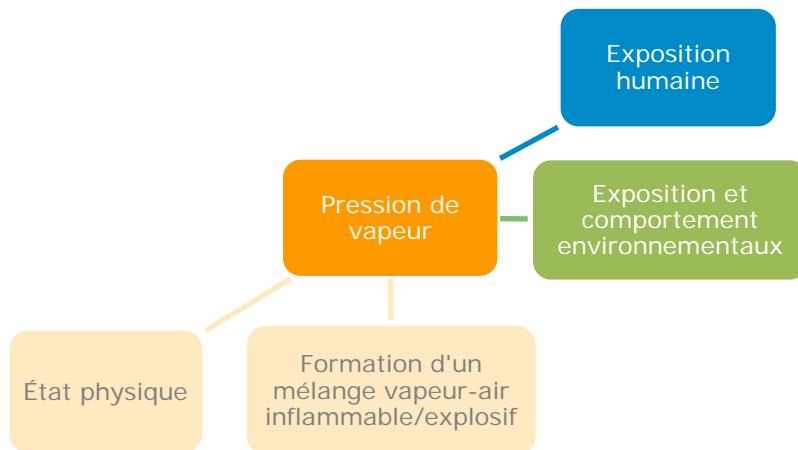 Exposition
humaine
Pression de
vapeur
Exposition et
comportement
environnementaux
État physique
Formation d'un
mélange vapeur-air
inflammable/explosif